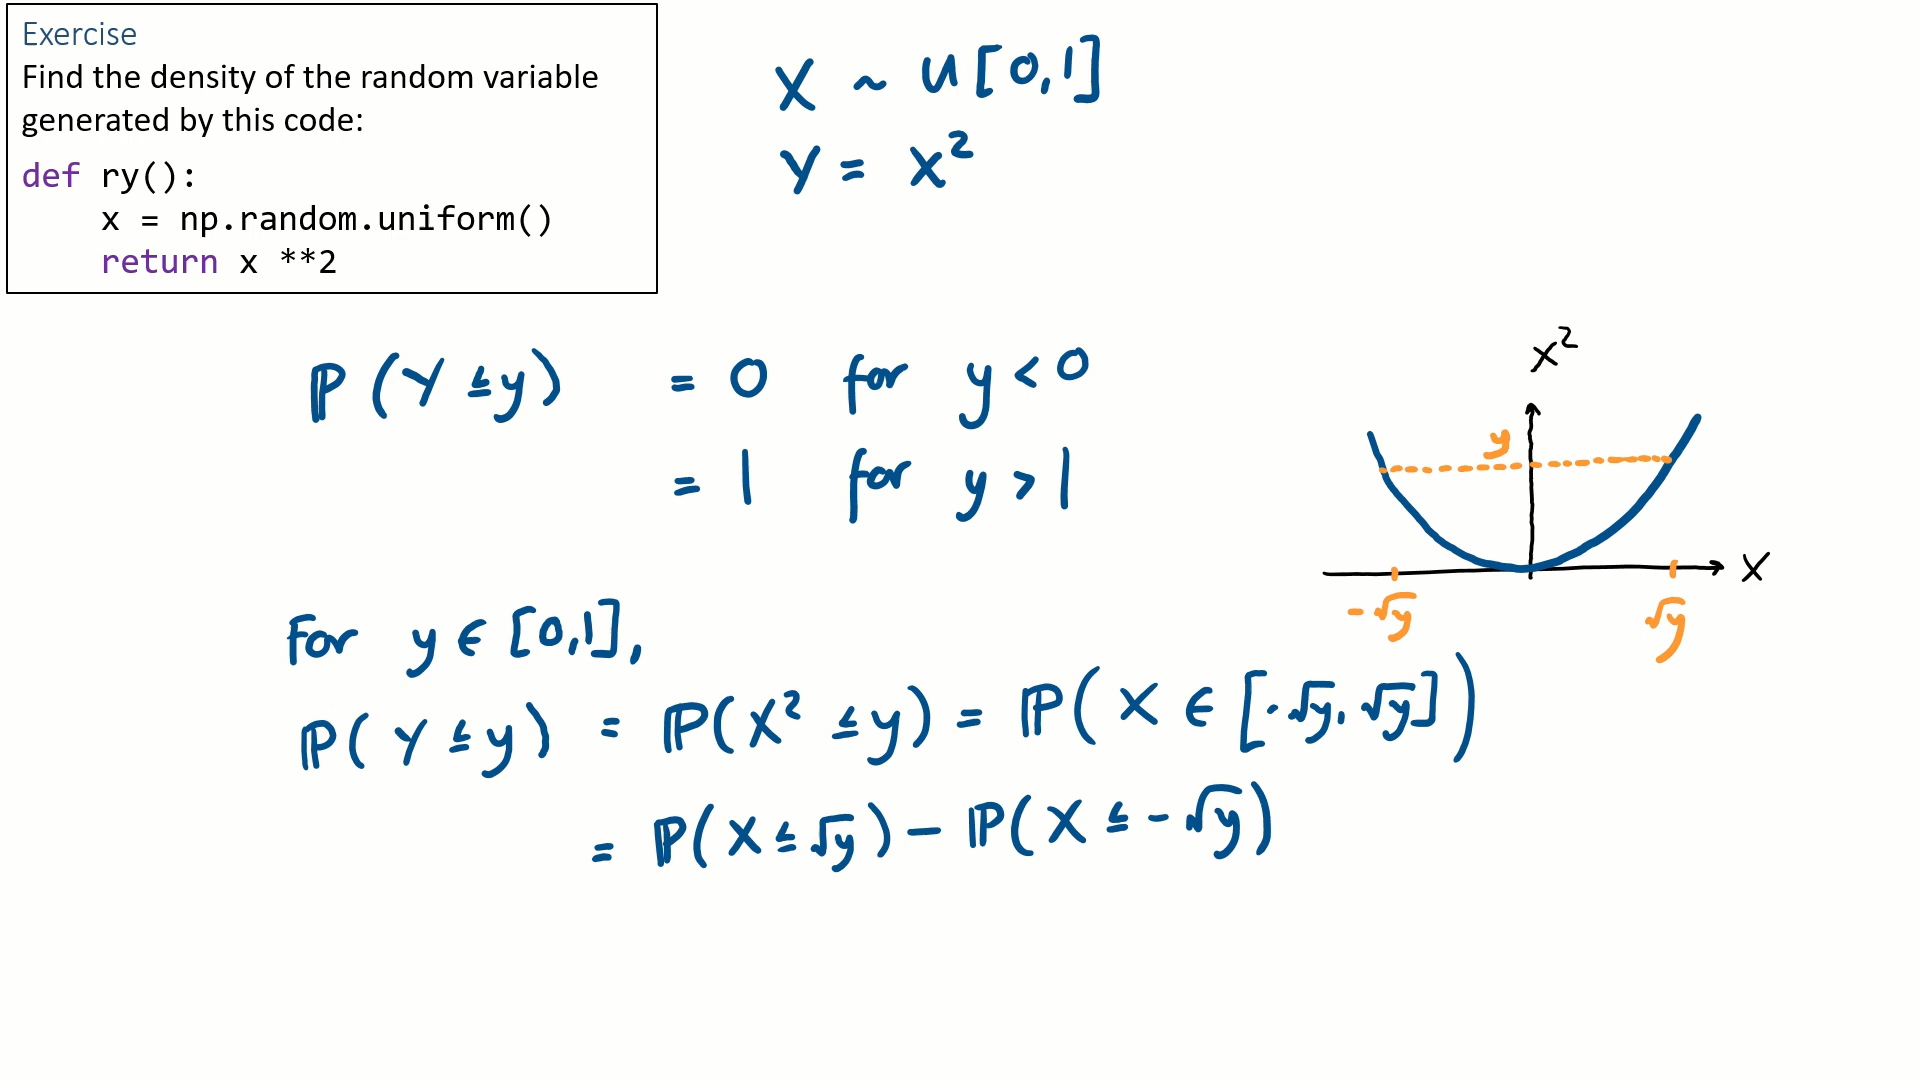 Exercise
Find the density of the random variable
generated by this code:
def ry():
    x = np.random.uniform()
    return x **2
X ~ U[0,1]
Y = X²
ℙ(Y ≤ y) = 0 for y < 0
= 1 for y > 1
x²
y
x
-√y √y
For y ∈ [0,1],
ℙ(Y ≤ y) = ℙ(X² ≤ y) = ℙ(X ∈ [-√y, √y])
= ℙ(X ≤ √y) - ℙ(X ≤ -√y)